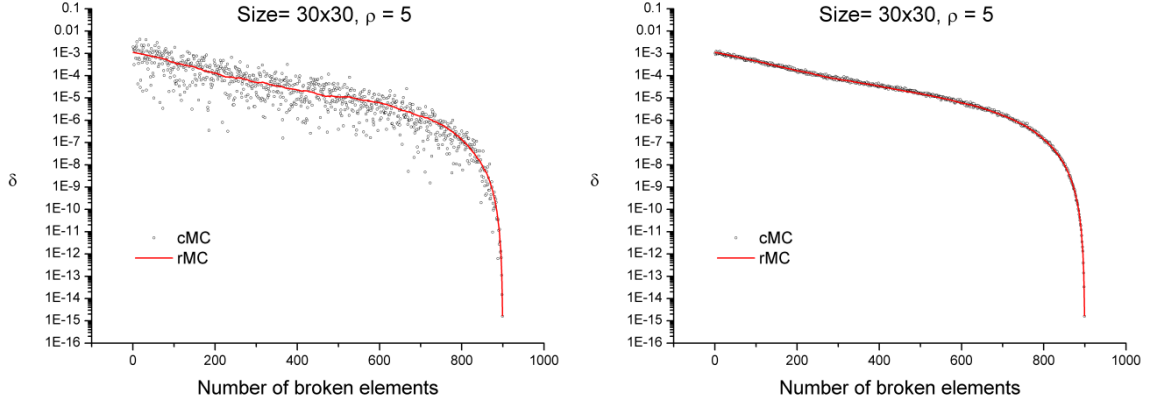 Size= 30x30, ρ = 5
0.1
0.01
1E-3
1E-4
1E-5
1E-6
1E-7
1E-8
1E-9
1E-10
1E-11
1E-12
1E-13
1E-14
1E-15
1E-16
δ
cMC
rMC
0 200 400 600 800 1000
Number of broken elements
Size= 30x30, ρ = 5
0.1
0.01
1E-3
1E-4
1E-5
1E-6
1E-7
1E-8
1E-9
1E-10
1E-11
1E-12
1E-13
1E-14
1E-15
1E-16
δ
cMC
rMC
0 200 400 600 800 1000
Number of broken elements